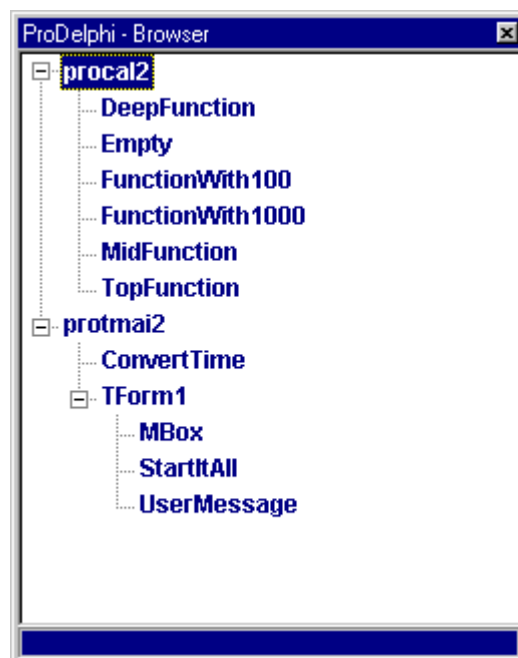 ProDelphi - Browser
procal2
DeepFunction
Empty
FunctionWith100
FunctionWith1000
MidFunction
TopFunction
protmai2
ConvertTime
TForm1
MBox
StartItAll
UserMessage